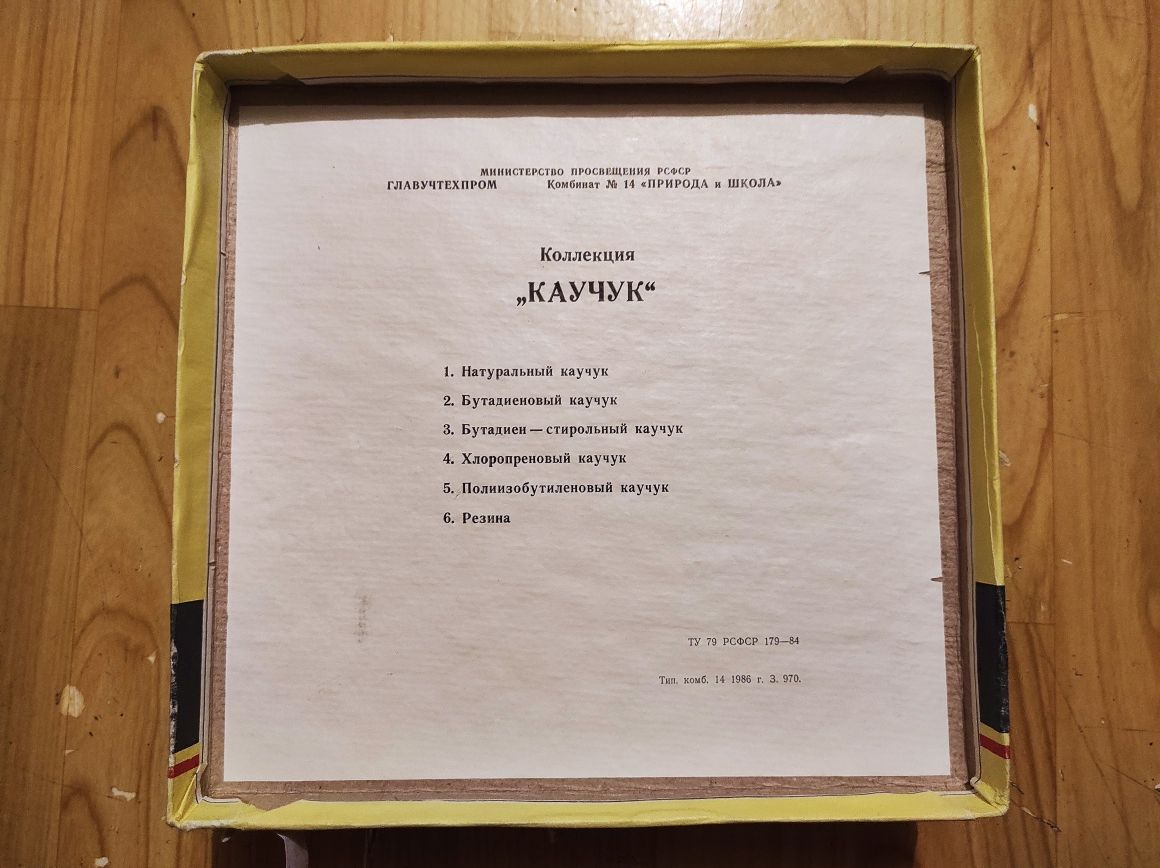 МИНИСТЕРСТВО ПРОСВЕЩЕНИЯ РСФСР
ГЛАВУЧТЕХПРОМ Комбинат № 14 «ПРИРОДА и ШКОЛА»
Коллекция
„КАУЧУК“
1. Натуральный каучук
2. Бутадиеновый каучук
3. Бутадиен — стирольный каучук
4. Хлоропреновый каучук
5. Полиизобутиленовый каучук
6. Резина
ТУ 79 РСФСР 179—84
Тип. комб. 14 1986 г. З. 970.